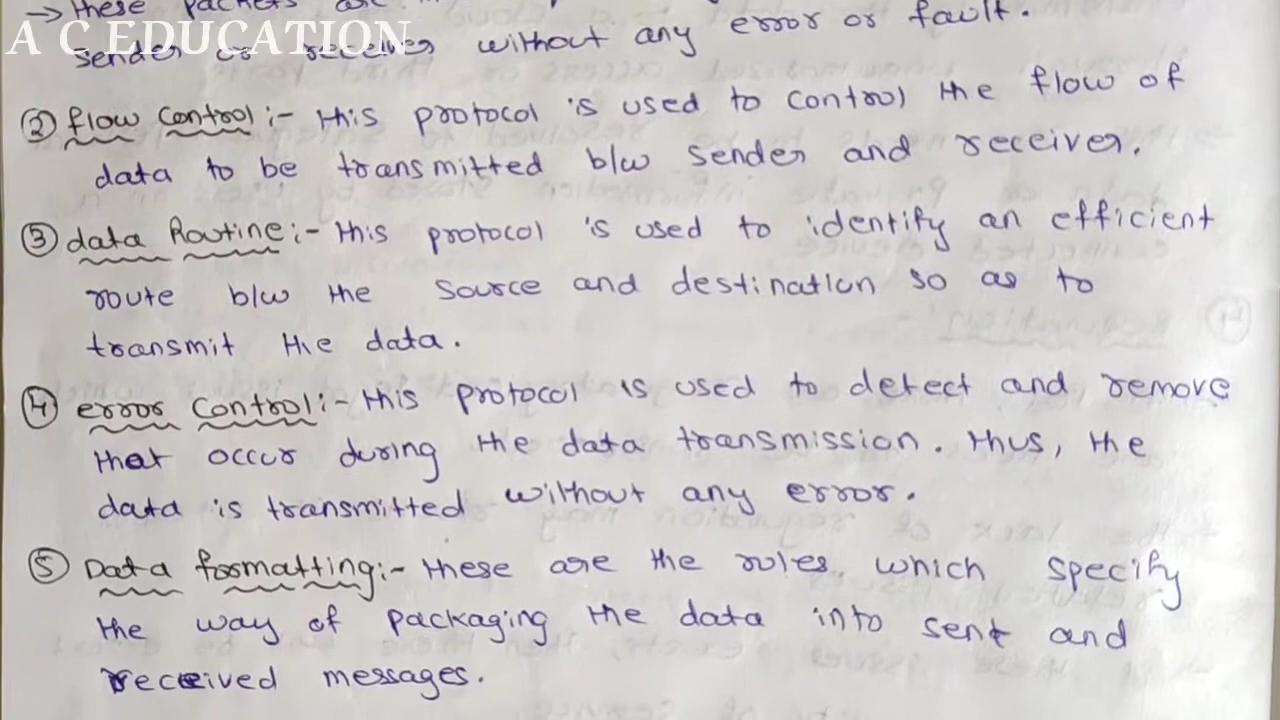 → these packets are
A C EDUCATION
sender or receiver without any error or fault.
② flow control :- this protocol is used to control the flow of
data to be transmitted b/w sender and receiver.
③ data Routine :- this protocol is used to identify an efficient
route b/w the source and destination so as to
transmit the data.
④ error control :- this protocol is used to detect and remove
that occur during the data transmission. thus, the
data is transmitted without any error.
⑤ Data formatting :- these are the rules which specify
the way of packaging the data into sent and
received messages.